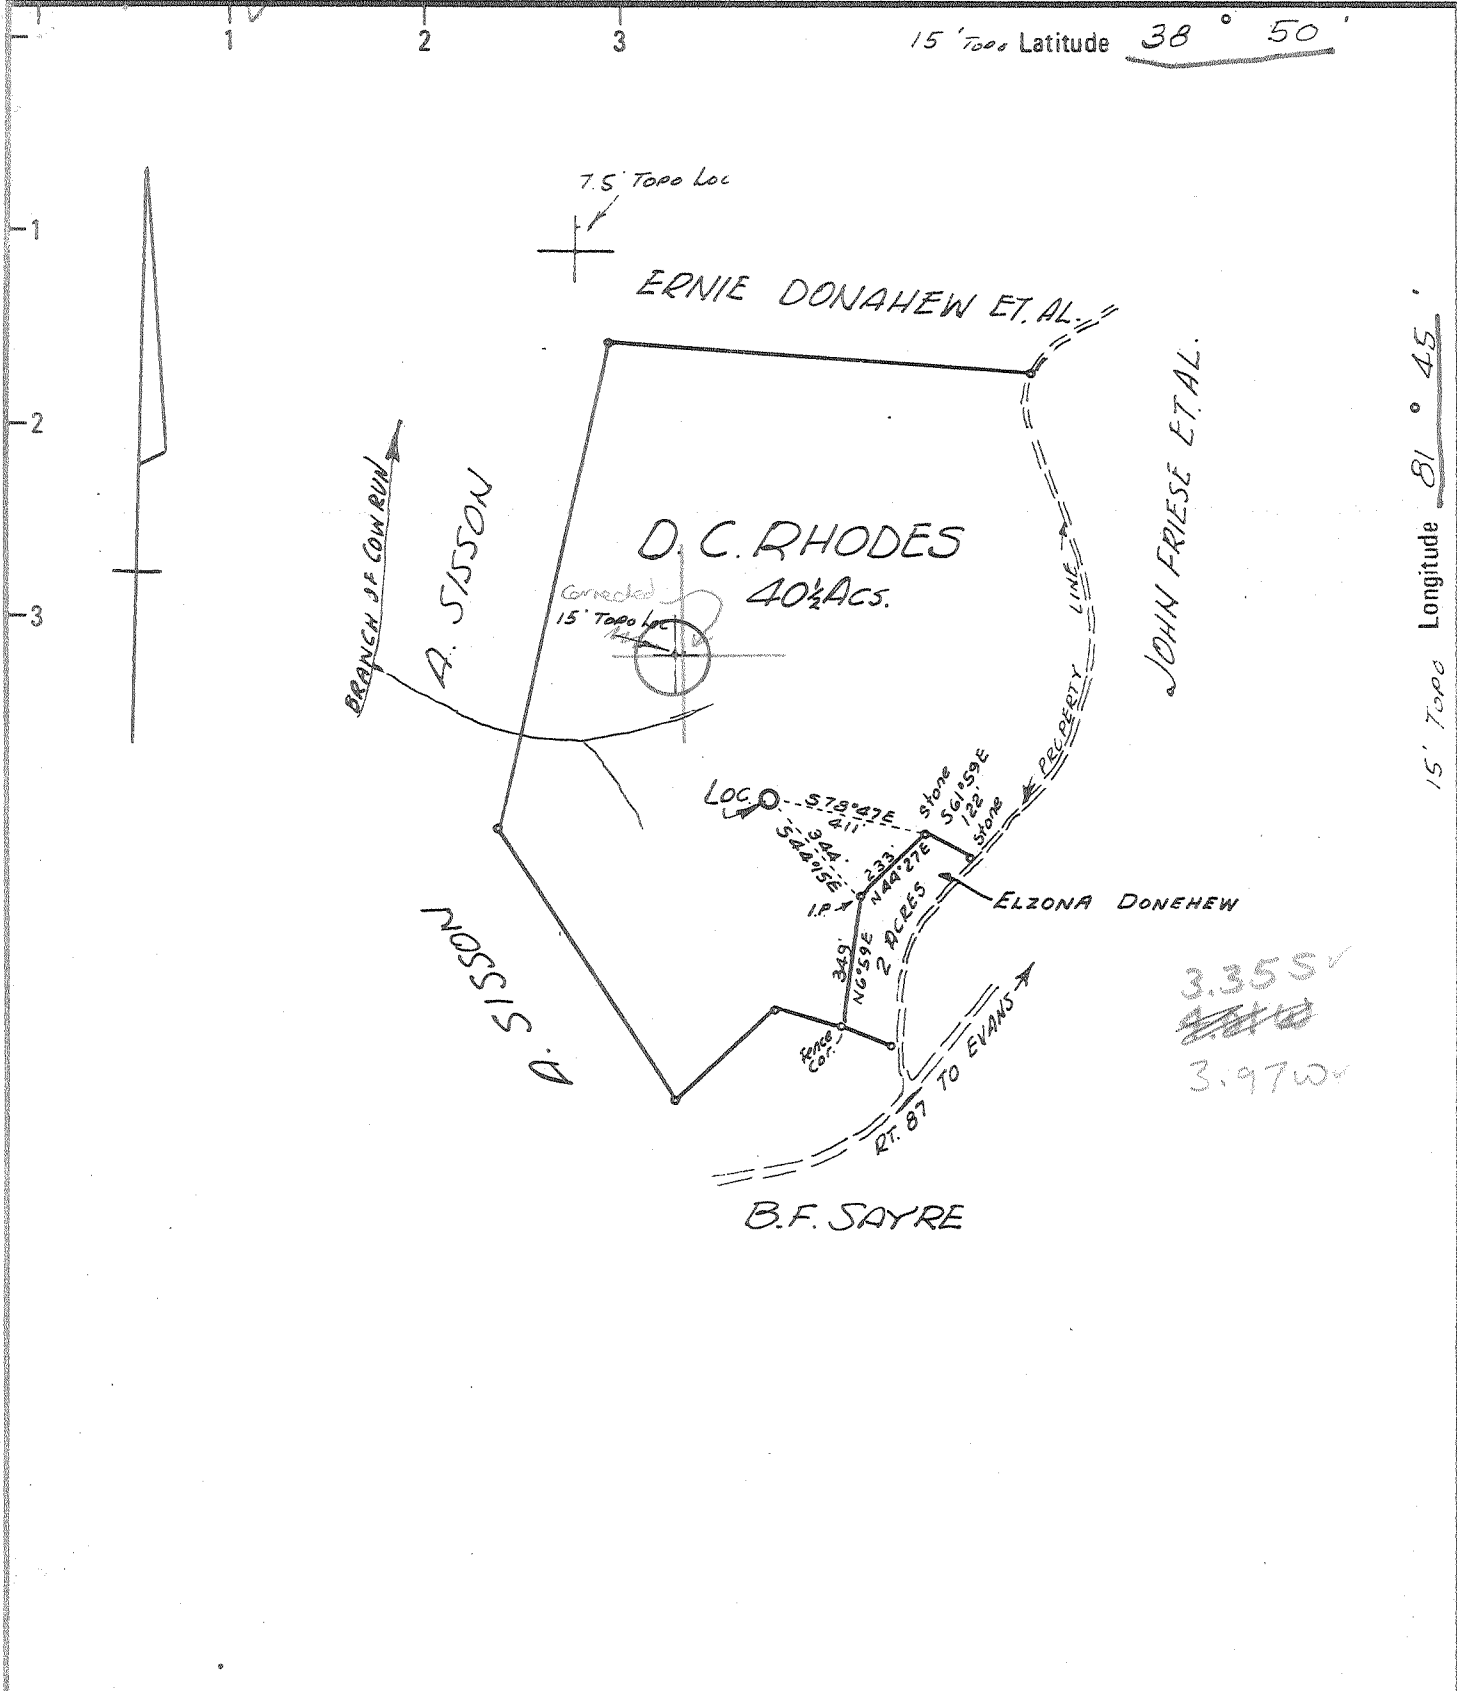 1
2
3
15' Topo Latitude 38° 50'
7.5' Topo Loc
1
ERNIE DONAHEW ET. AL.
15' Topo Longitude 81° 45'
2
JOHN FRIESE ET. AL.
BRANCH OF COW RUN
A. SISSON
D. C. RHODES
40½ Acs.
Corrected
15' Topo Loc
3
PROPERTY LINE
LOC
S78°47E
411'
Stone
S61°59E
122'
Stone
344'
S44°15E
233'
N44°27E
I.P.
2 ACRES
ELZONA DONEHEW
349'
N6°59E
A. SISSON
3.35S
3.97W
Fence
Cor.
RT. 87 TO EVANS
B.F. SAYRE